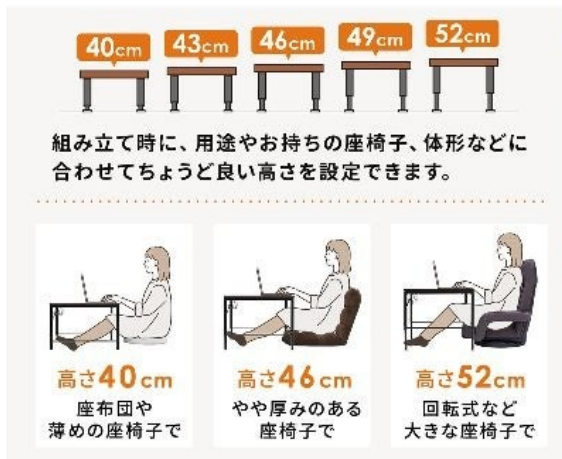 40cm 43cm 46cm 49cm 52cm
組み立て時に、用途やお持ちの座椅子、体形などに
合わせてちょうど良い高さを設定できます。
高さ40cm
座布団や
薄めの座椅子で
高さ46cm
やや厚みのある
座椅子で
高さ52cm
回転式など
大きな座椅子で